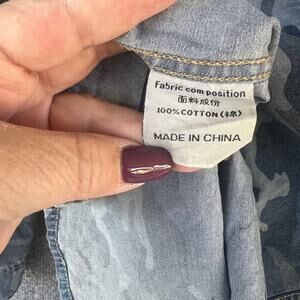 Fabric com position
面料成份
100%COTTON(棉)
MADE IN CHINA